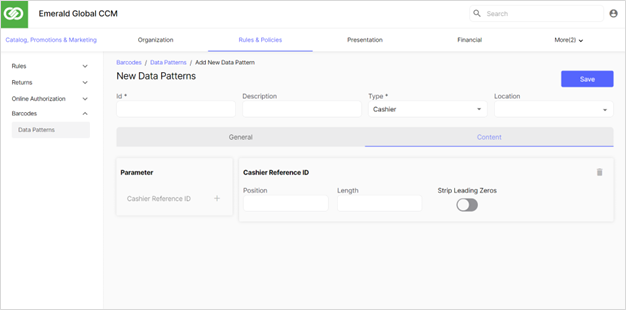 Emerald Global CCM
Search
Catalog, Promotions & Marketing
Organization
Rules & Policies
Presentation
Financial
More(2)
Rules
Returns
Online Authorization
Barcodes
Data Patterns
Barcodes / Data Patterns / Add New Data Pattern
New Data Patterns
Save
Id *
Description
Type *
Location
Cashier
General
Content
Parameter
Cashier Reference ID +
Cashier Reference ID
Position
Length
Strip Leading Zeros